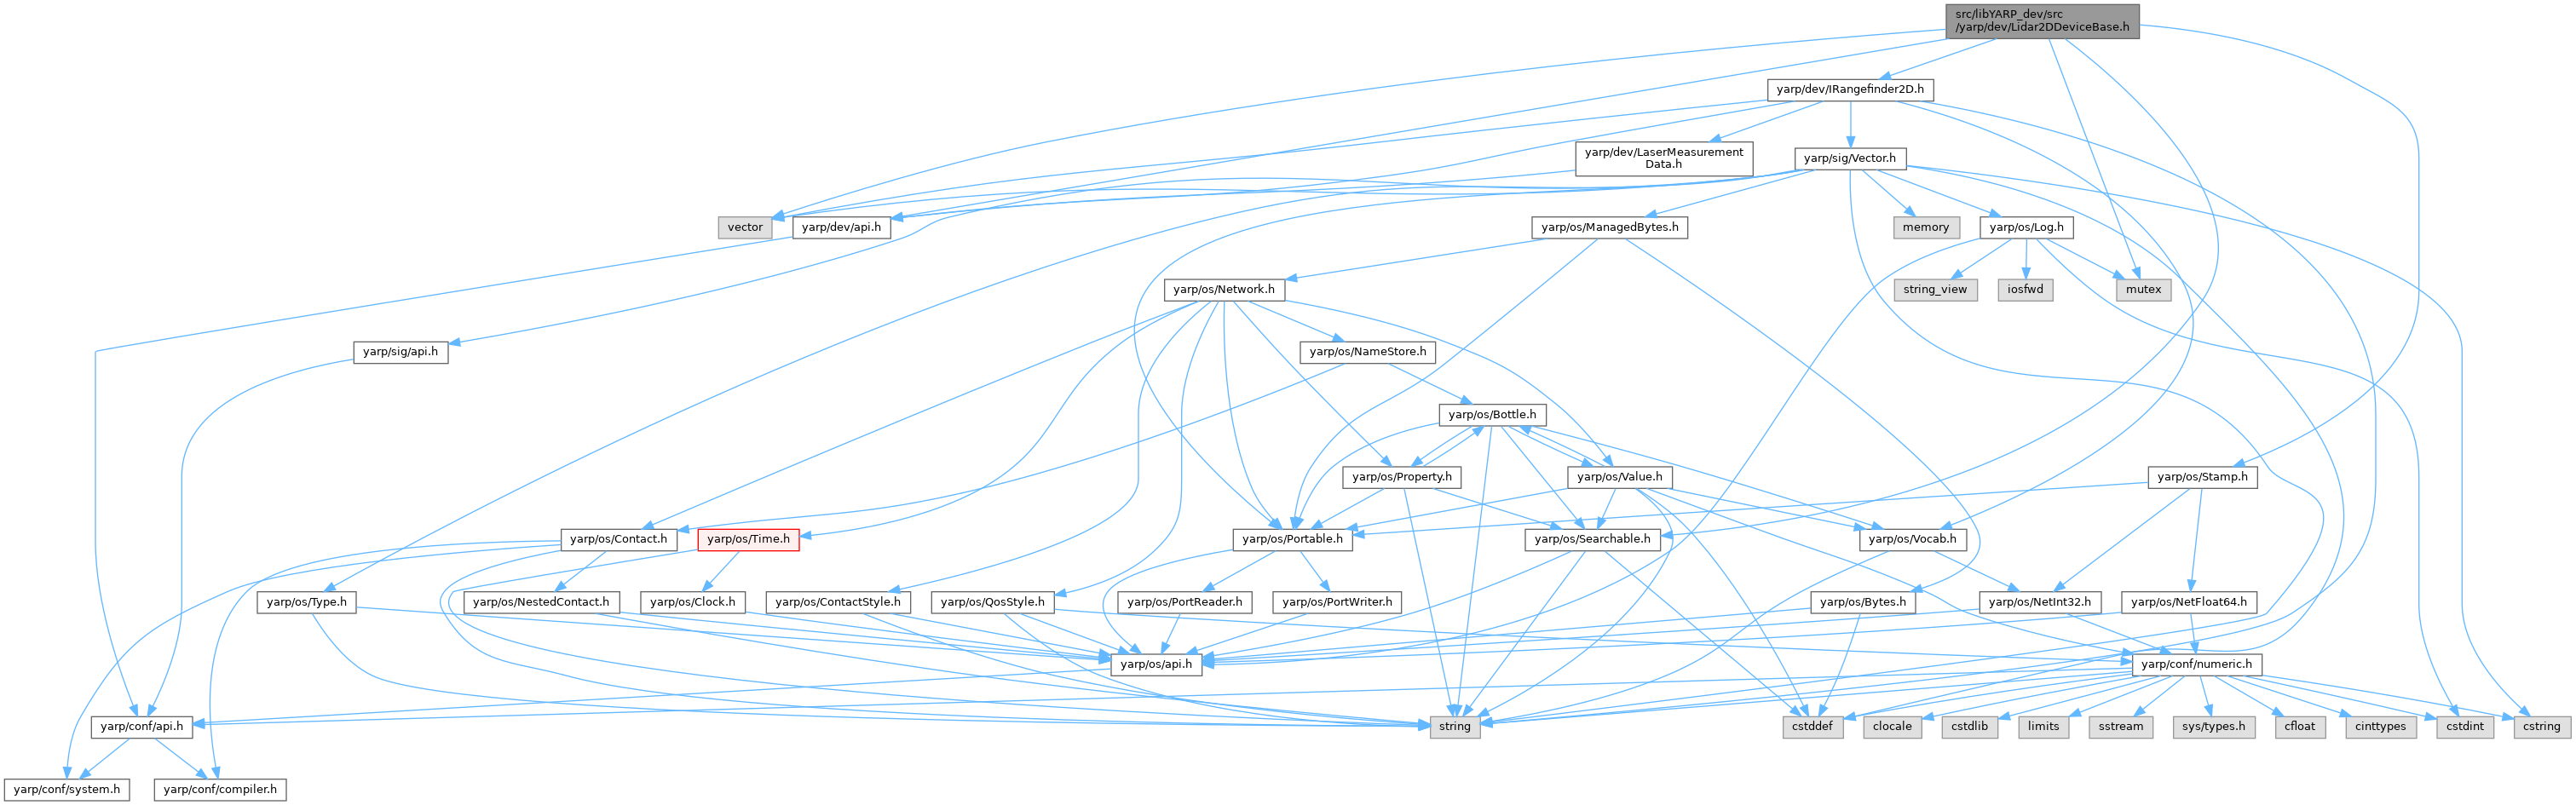 src/libYARP_dev/src
/yarp/dev/Lidar2DDeviceBase.h
yarp/dev/IRangefinder2D.h
yarp/dev/LaserMeasurement
Data.h
yarp/sig/Vector.h
vector
yarp/dev/api.h
yarp/os/ManagedBytes.h
memory
yarp/os/Log.h
yarp/os/Network.h
string_view
iosfwd
mutex
yarp/sig/api.h
yarp/os/NameStore.h
yarp/os/Bottle.h
yarp/os/Property.h
yarp/os/Value.h
yarp/os/Stamp.h
yarp/os/Contact.h
yarp/os/Time.h
yarp/os/Portable.h
yarp/os/Searchable.h
yarp/os/Vocab.h
yarp/os/Type.h
yarp/os/NestedContact.h
yarp/os/Clock.h
yarp/os/ContactStyle.h
yarp/os/QosStyle.h
yarp/os/PortReader.h
yarp/os/PortWriter.h
yarp/os/Bytes.h
yarp/os/NetInt32.h
yarp/os/NetFloat64.h
yarp/os/api.h
yarp/conf/numeric.h
yarp/conf/api.h
string
cstddef
clocale
cstdlib
limits
sstream
sys/types.h
cfloat
cinttypes
cstdint
cstring
yarp/conf/system.h
yarp/conf/compiler.h